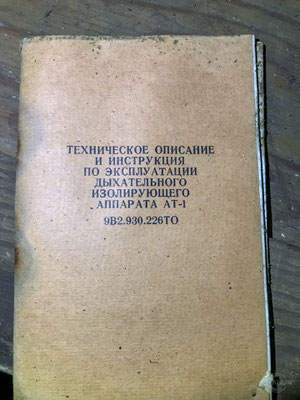 ТЕХНИЧЕСКОЕ ОПИСАНИЕ
И ИНСТРУКЦИЯ
ПО ЭКСПЛУАТАЦИИ
ДЫХАТЕЛЬНОГО
ИЗОЛИРУЮЩЕГО
АППАРАТА АТ-1
9В2.930.226ТО